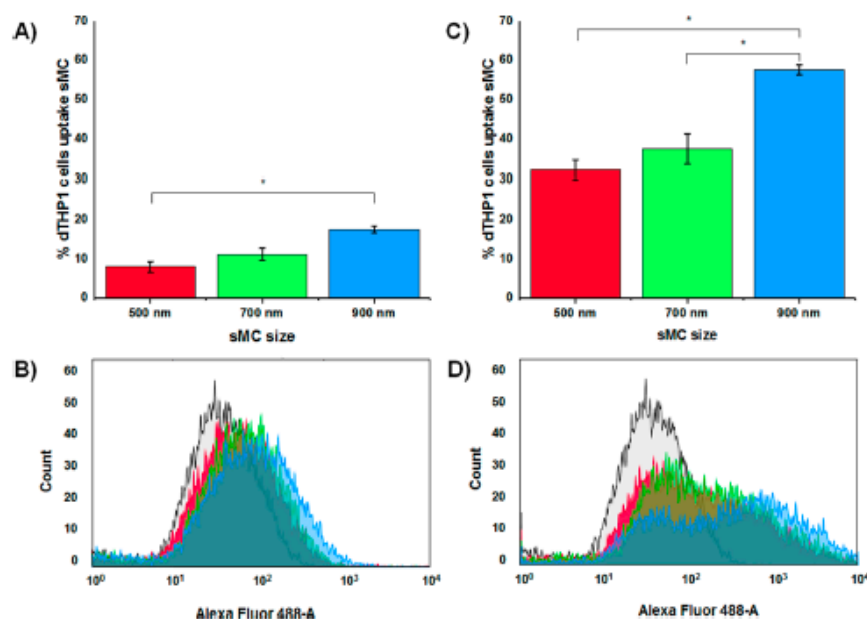 A)
% dTHP1 cells uptake sMC
70
60
50
40
30
20
10
0
*
500 nm
700 nm
900 nm
sMC size
C)
% dTHP1 cells uptake sMC
70
60
50
40
30
20
10
0
*
*
500 nm
700 nm
900 nm
sMC size
B)
Count
60
50
40
30
20
10
0
10⁰
10¹
10²
10³
10⁴
Alexa Fluor 488-A
D)
Count
60
50
40
30
20
10
0
10⁰
10¹
10²
10³
10⁴
Alexa Fluor 488-A